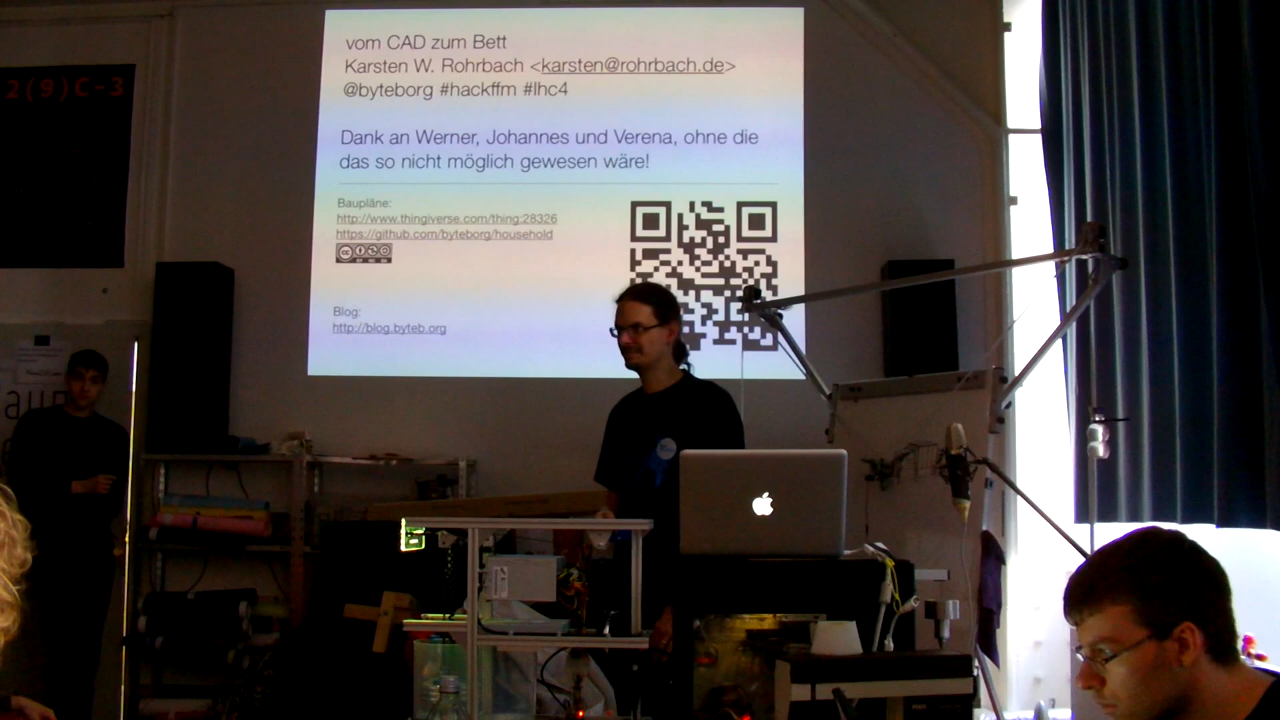 vom CAD zum Bett
Karsten W. Rohrbach <karsten@rohrbach.de>
@byteborg #hackffm #lhc4
Dank an Werner, Johannes und Verena, ohne die
das so nicht möglich gewesen wäre!
Baupläne:
http://www.thingiverse.com/thing:28326
https://github.com/byteborg/household
Blog:
http://blog.byteb.org
2(9)C-3